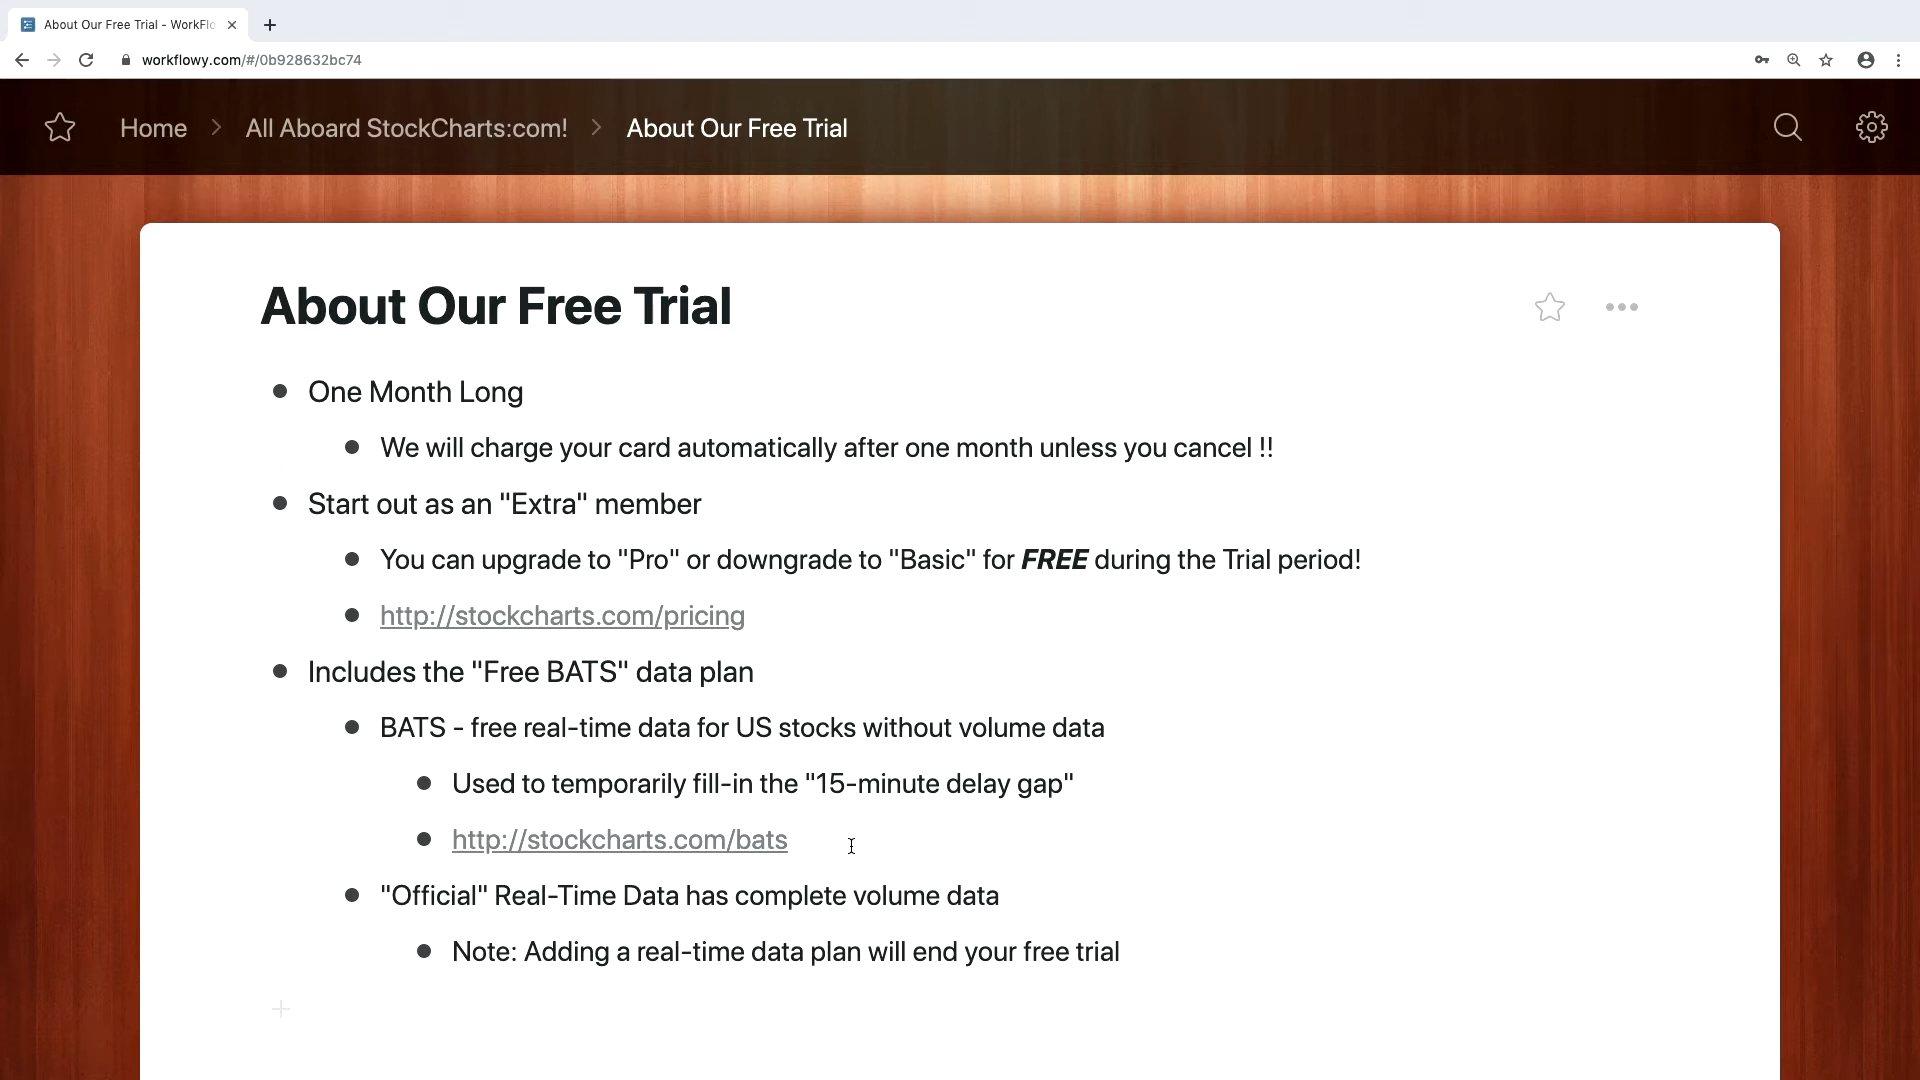 About Our Free Trial - WorkFlo
workflowy.com/#/0b928632bc74
Home > All Aboard StockCharts:com! > About Our Free Trial
About Our Free Trial
One Month Long
We will charge your card automatically after one month unless you cancel !!
Start out as an "Extra" member
You can upgrade to "Pro" or downgrade to "Basic" for FREE during the Trial period!
http://stockcharts.com/pricing
Includes the "Free BATS" data plan
BATS - free real-time data for US stocks without volume data
Used to temporarily fill-in the "15-minute delay gap"
http://stockcharts.com/bats
"Official" Real-Time Data has complete volume data
Note: Adding a real-time data plan will end your free trial